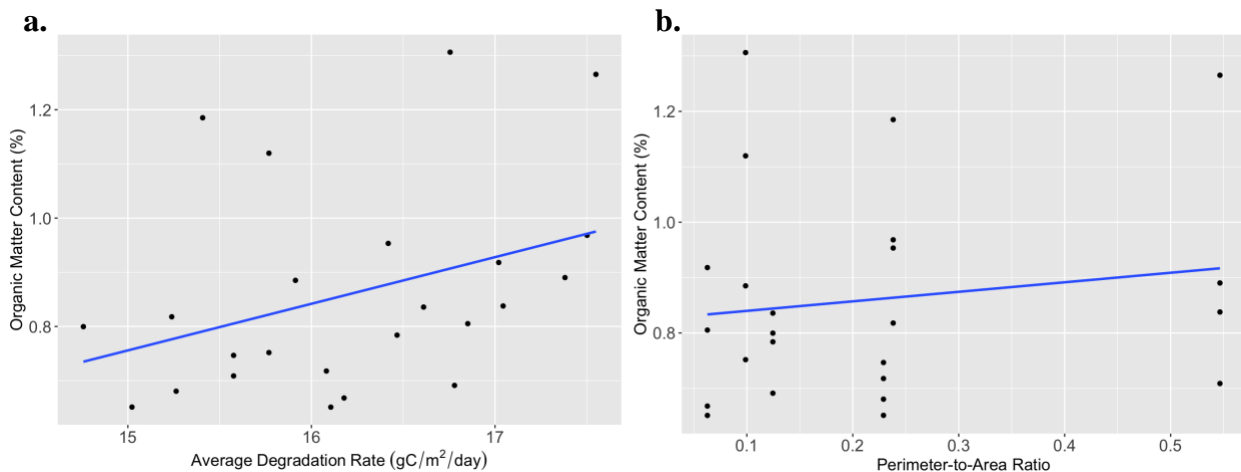 a.
Organic Matter Content (%)
1.2
1.0
0.8
15
16
17
Average Degradation Rate (gC/m²/day)
b.
Organic Matter Content (%)
1.2
1.0
0.8
0.1
0.2
0.3
0.4
0.5
Perimeter-to-Area Ratio